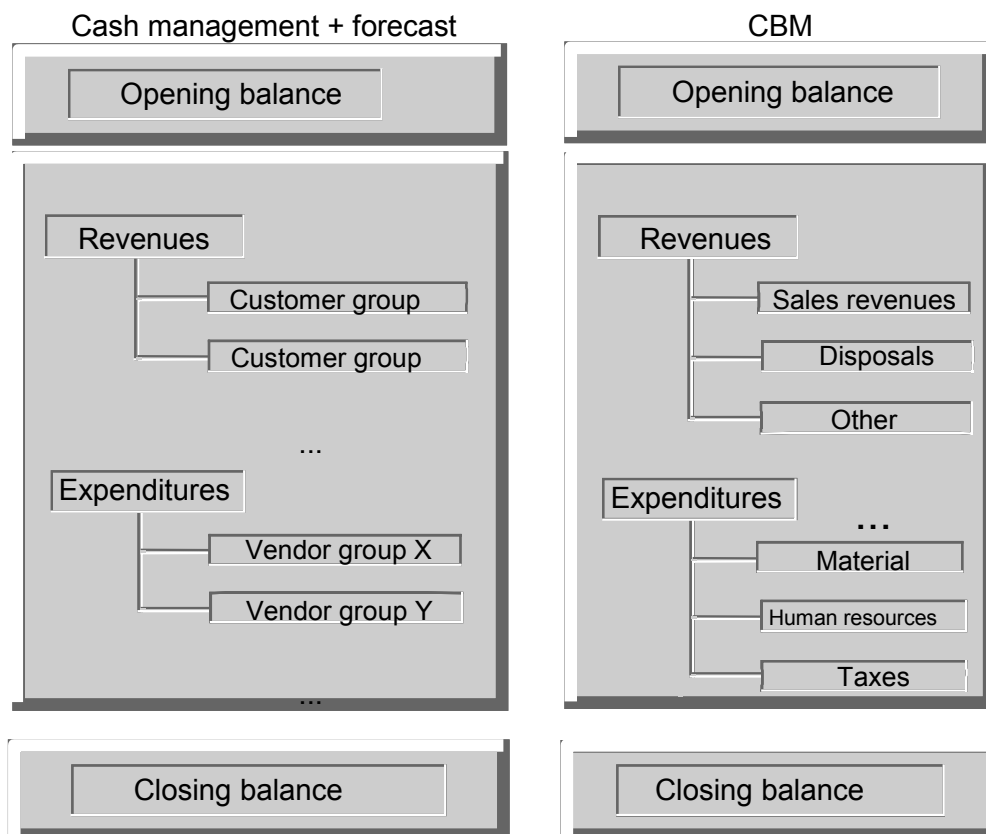 Cash management + forecast
Opening balance
Revenues
Customer group
Customer group
...
Expenditures
Vendor group X
Vendor group Y
...
Closing balance
CBM
Opening balance
Revenues
Sales revenues
Disposals
Other
Expenditures
...
Material
Human resources
Taxes
Closing balance